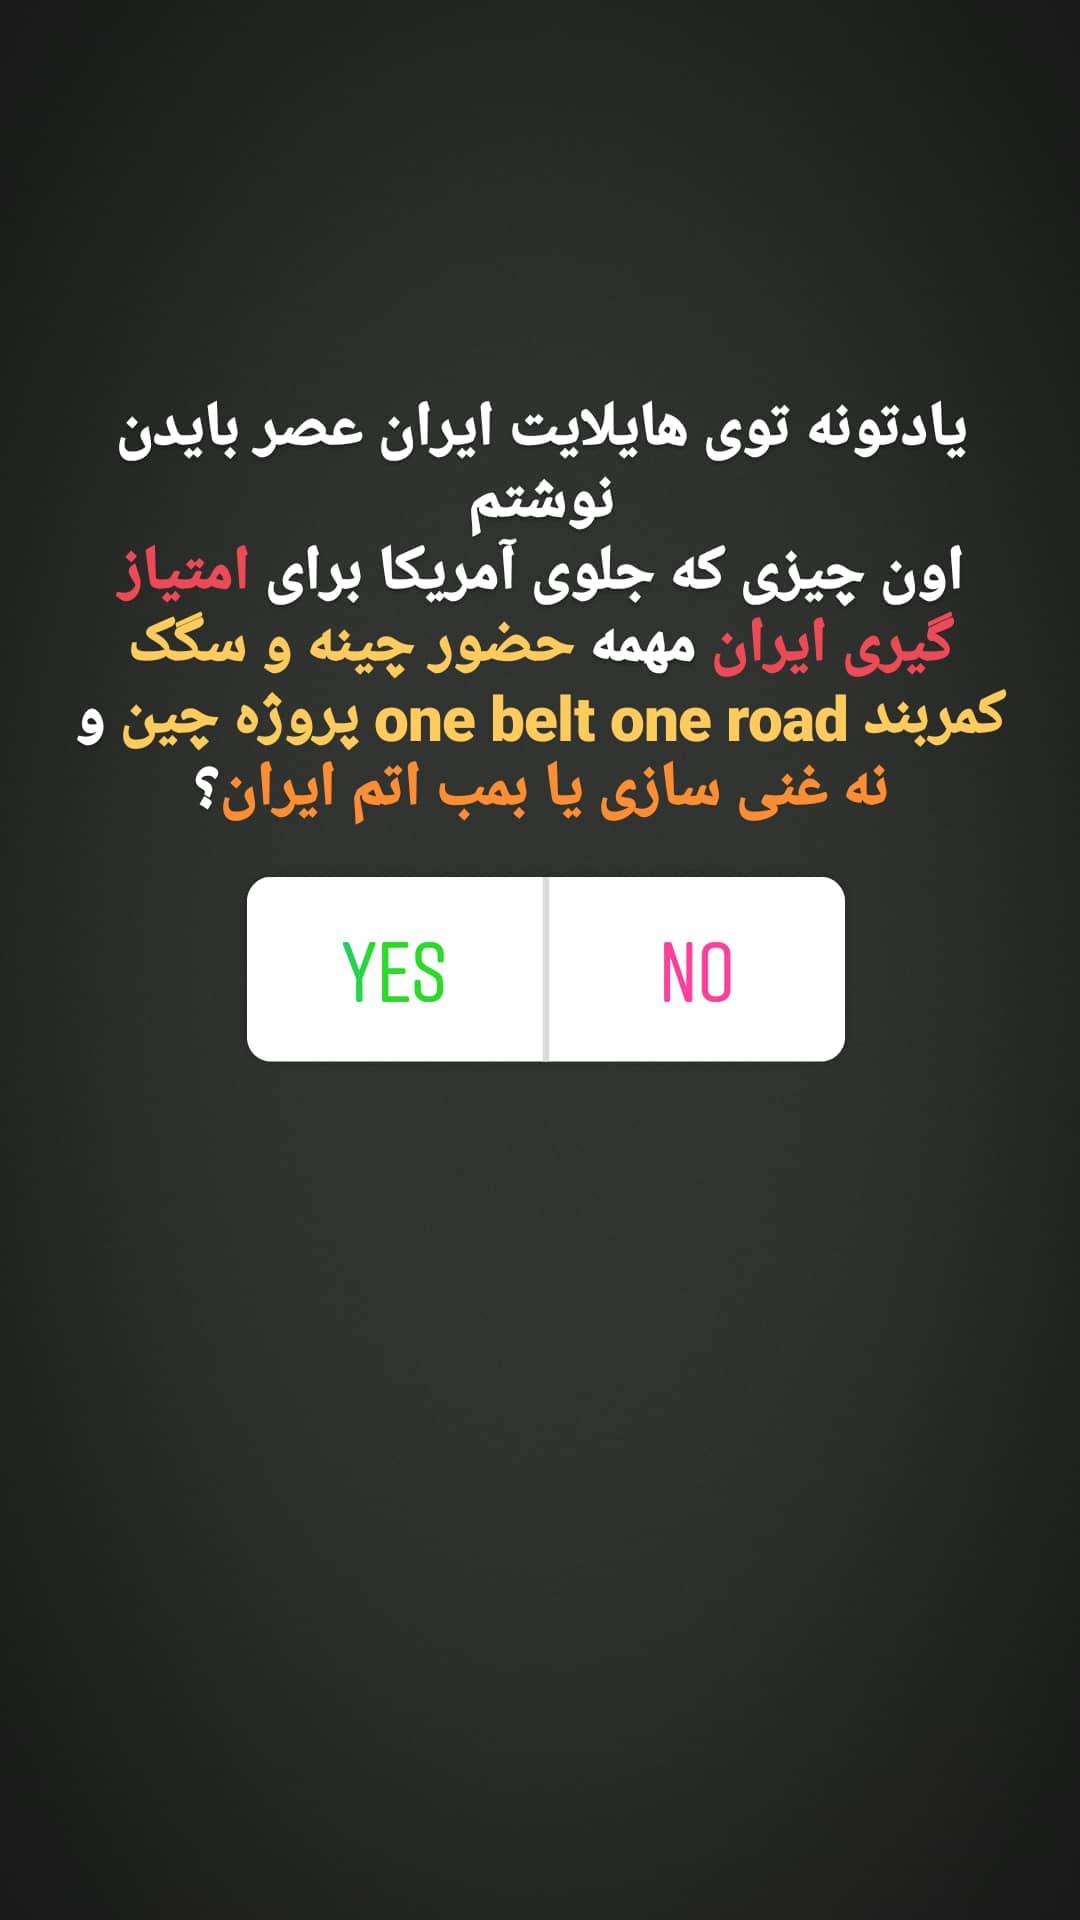 یادتونه توی هایلایت ایران عصر بایدن
نوشتم
اون چیزی که جلوی آمریکا برای امتیاز
گیری ایران مهمه حضور چینه و سگک
کمربند one belt one road پروژه چین و
نه غنی سازی یا بمب اتم ایران؟
YES NO